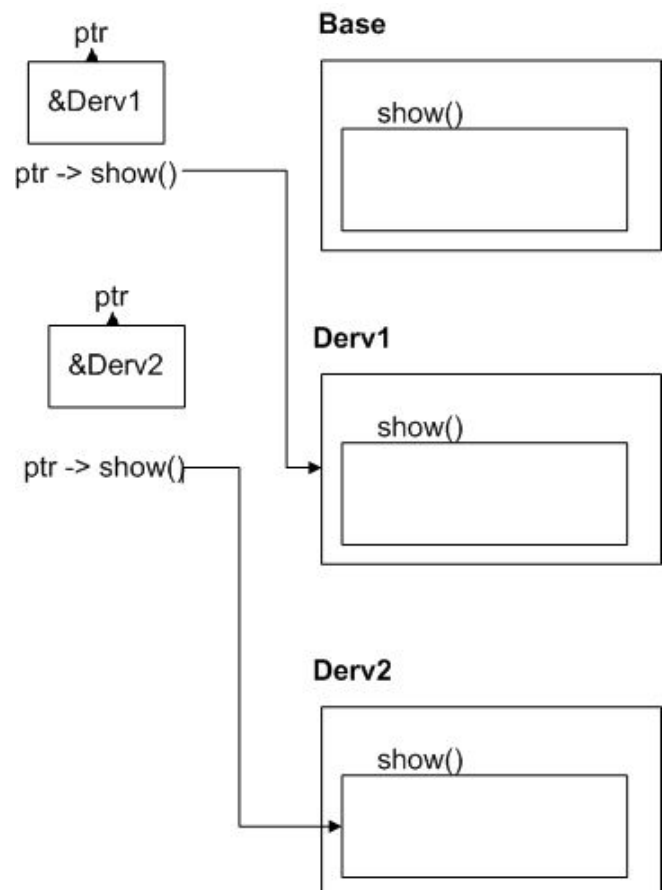 ptr
&Derv1
ptr -> show()
Base
show()
ptr
&Derv2
ptr -> show()
Derv1
show()
Derv2
show()